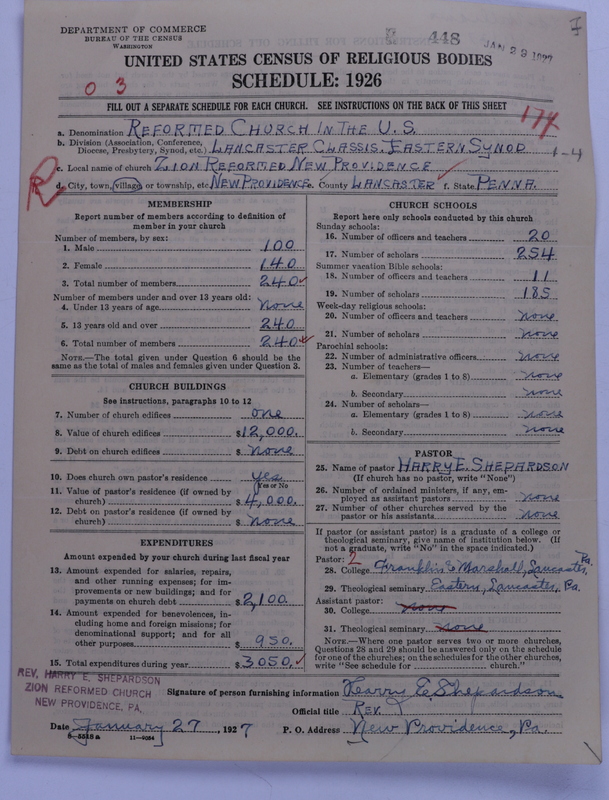 DEPARTMENT OF COMMERCE
BUREAU OF THE CENSUS
WASHINGTON
448
JAN 29 1927
UNITED STATES CENSUS OF RELIGIOUS BODIES
SCHEDULE: 1926
0 3
FILL OUT A SEPARATE SCHEDULE FOR EACH CHURCH. SEE INSTRUCTIONS ON THE BACK OF THIS SHEET
174
a. Denomination REFORMED CHURCH IN THE U.S.
b. Division (Association, Conference, Diocese, Presbytery, Synod, etc.) LANCASTER CLASSIS. EASTERN SYNOD
1-4
c. Local name of church ZION REFORMED NEW PROVIDENCE
R
d. City, town, village, or township, etc. NEW PROVIDENCE e. County LANCASTER f. State PENNA.
MEMBERSHIP
Report number of members according to definition of
member in your church
Number of members, by sex:
1. Male 100
2. Female 140
3. Total number of members 240
Number of members under and over 13 years old:
4. Under 13 years of age none
5. 13 years old and over 240
6. Total number of members 240
NOTE.—The total given under Question 6 should be the
same as the total of males and females given under Question 3.
CHURCH BUILDINGS
See instructions, paragraphs 10 to 12
7. Number of church edifices one
8. Value of church edifices $12,000.
9. Debt on church edifices $ none
10. Does church own pastor's residence yes
(Yes or No)
11. Value of pastor's residence (if owned by
church) $4,000.
12. Debt on pastor's residence (if owned by
church) $ none
EXPENDITURES
Amount expended by your church during last fiscal year
13. Amount expended for salaries, repairs,
and other running expenses; for im-
provements or new buildings; and for
payments on church debt $2,100
14. Amount expended for benevolences, in-
cluding home and foreign missions; for
denominational support; and for all
other purposes $ 950.
15. Total expenditures during year $3050.
CHURCH SCHOOLS
Report here only schools conducted by this church
Sunday schools:
16. Number of officers and teachers 20
17. Number of scholars 254
Summer vacation Bible schools:
18. Number of officers and teachers 11
19. Number of scholars 185
Week-day religious schools:
20. Number of officers and teachers none
21. Number of scholars none
Parochial schools:
22. Number of administrative officers none
23. Number of teachers—
a. Elementary (grades 1 to 8) none
b. Secondary none
24. Number of scholars—
a. Elementary (grades 1 to 8) none
b. Secondary none
PASTOR
25. Name of pastor HARRY E. SHEPARDSON
(If church has no pastor, write "None")
26. Number of ordained ministers, if any, em-
ployed as assistant pastors none
27. Number of other churches served by the
pastor or his assistants none
If pastor (or assistant pastor) is a graduate of a college or
theological seminary, give name of institution below. (If
not a graduate, write "No" in the space indicated.)
Pastor: 2
28. College Franklin & Marshall, Lancaster, Pa.
29. Theological seminary Eastern, Lancaster, Pa.
Assistant pastor:
30. College none
31. Theological seminary none
NOTE.—Where one pastor serves two or more churches,
Questions 28 and 29 should be answered only on the schedule
for one of the churches; on the schedules for the other churches,
write "See schedule for church."
REV. HARRY E. SHEPARDSON
ZION REFORMED CHURCH
NEW PROVIDENCE, PA.
Signature of person furnishing information Harry E. Shepardson
Official title Rev.
Date January 27, 1927 P. O. Address New Providence, Pa.
8-5518a 11-9054